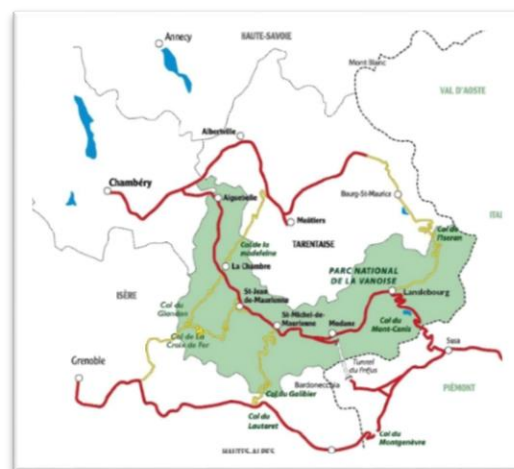 Annecy
HAUTE-SAVOIE
Mont Blanc
VAL D'AOSTE
Albertville
Chambéry
Aiguebelle
Bourg-St-Maurice
Moûtiers
ITAL
Col de
l'Iseran
Col de la
madeleine
TARENTAISE
La Chambre
PARC NATIONAL
DE LA VANOISE
ISÈRE
St-Jean
de-Maurienne
Lanslebourg
Col du
Glandon
St-Michel-de-
Maurienne
Modane
Col du
Mont-Cenis
Col de La
Croix de Fer
Susa
Grenoble
Tunnel
du Fréjus
Bardonecchia
PIÉMONT
Col du Galibier
Col du
Lautaret
Col du
Montgenèvre
HAUTES-ALPES